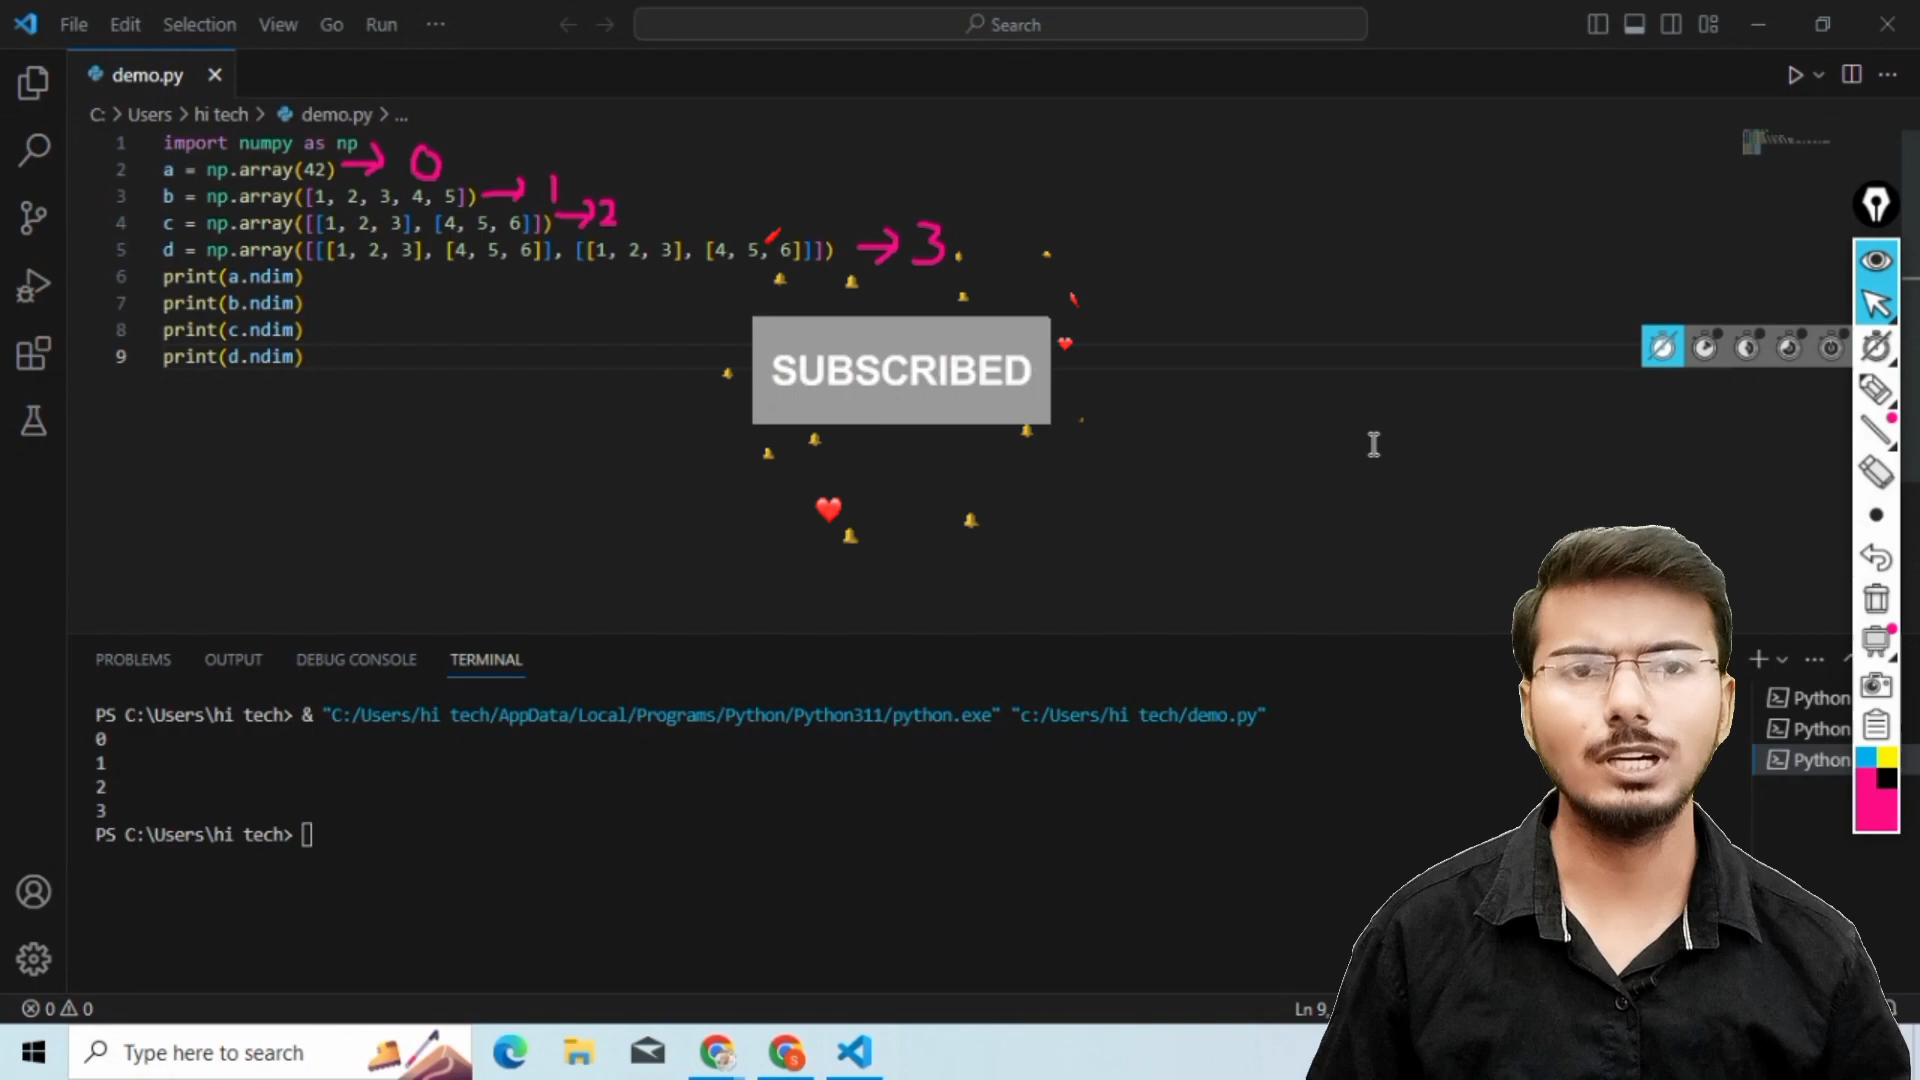 File Edit Selection View Go Run ...
Search
demo.py
C: > Users > hi tech > demo.py > ...
1 import numpy as np
2 a = np.array(42) → 0
3 b = np.array([1, 2, 3, 4, 5]) → 1
4 c = np.array([[1, 2, 3], [4, 5, 6]]) → 2
5 d = np.array([[[1, 2, 3], [4, 5, 6]], [[1, 2, 3], [4, 5, 6]]]) → 3
6 print(a.ndim)
7 print(b.ndim)
8 print(c.ndim)
9 print(d.ndim)
SUBSCRIBED
PROBLEMS OUTPUT DEBUG CONSOLE TERMINAL
PS C:\Users\hi tech> & "C:/Users/hi tech/AppData/Local/Programs/Python/Python311/python.exe" "c:/Users/hi tech/demo.py"
0
1
2
3
PS C:\Users\hi tech>
Python
Python
Python
0 0
Ln 9,
Type here to search
S